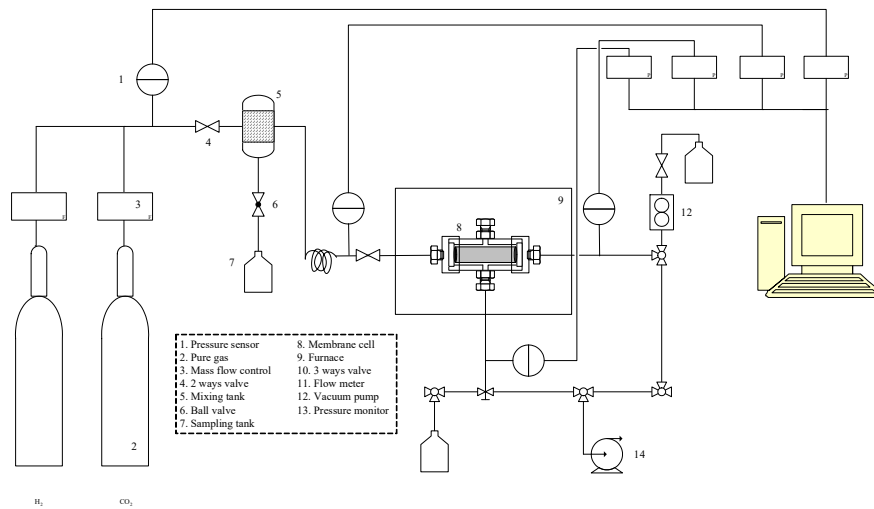 P
P
P
P
1
5
4
3
F
F
6
7
8
9
12
1. Pressure sensor
2. Pure gas
3. Mass flow control
4. 2 ways valve
5. Mixing tank
6. Ball valve
7. Sampling tank
8. Membrane cell
9. Furnace
10. 3 ways valve
11. Flow meter
12. Vacuum pump
13. Pressure monitor
2
14
H₂
CO₂